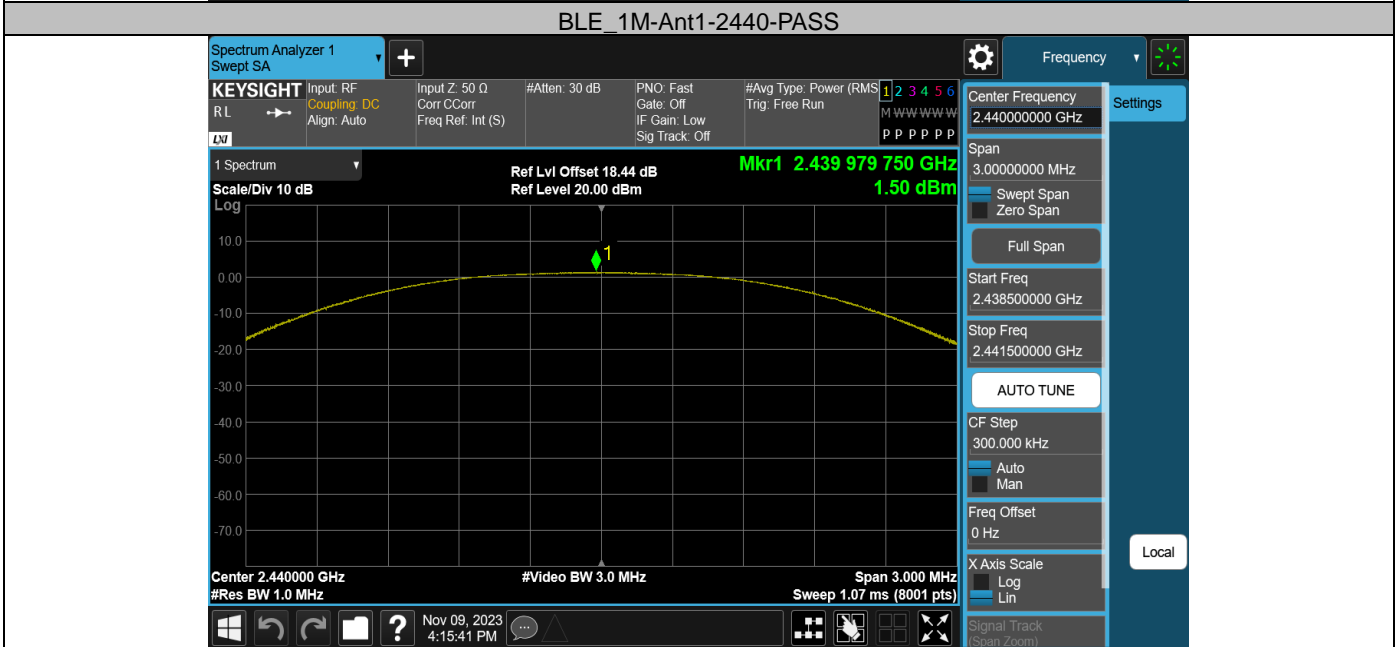 BLE_1M-Ant1-2440-PASS
Spectrum Analyzer 1
Swept SA
Frequency
KEYSIGHT
RL
LXI
Input: RF
Coupling: DC
Align: Auto
Input Z: 50 Ω
Corr CCorr
Freq Ref: Int (S)
#Atten: 30 dB
PNO: Fast
Gate: Off
IF Gain: Low
Sig Track: Off
#Avg Type: Power (RMS
Trig: Free Run
1 2 3 4 5 6
M W W W W W
P P P P P P
1 Spectrum
Scale/Div 10 dB
Ref Lvl Offset 18.44 dB
Ref Level 20.00 dBm
Mkr1 2.439 979 750 GHz
1.50 dBm
Log
1
10.0
0.00
-10.0
-20.0
-30.0
-40.0
-50.0
-60.0
-70.0
Center 2.440000 GHz
#Video BW 3.0 MHz
Span 3.000 MHz
#Res BW 1.0 MHz
Sweep 1.07 ms (8001 pts)
Center Frequency
2.440000000 GHz
Settings
Span
3.00000000 MHz
Swept Span
Zero Span
Full Span
Start Freq
2.438500000 GHz
Stop Freq
2.441500000 GHz
AUTO TUNE
CF Step
300.000 kHz
Auto
Man
Freq Offset
0 Hz
X Axis Scale
Log
Lin
Local
Signal Track
(Span Zoom)
?
Nov 09, 2023
4:15:41 PM